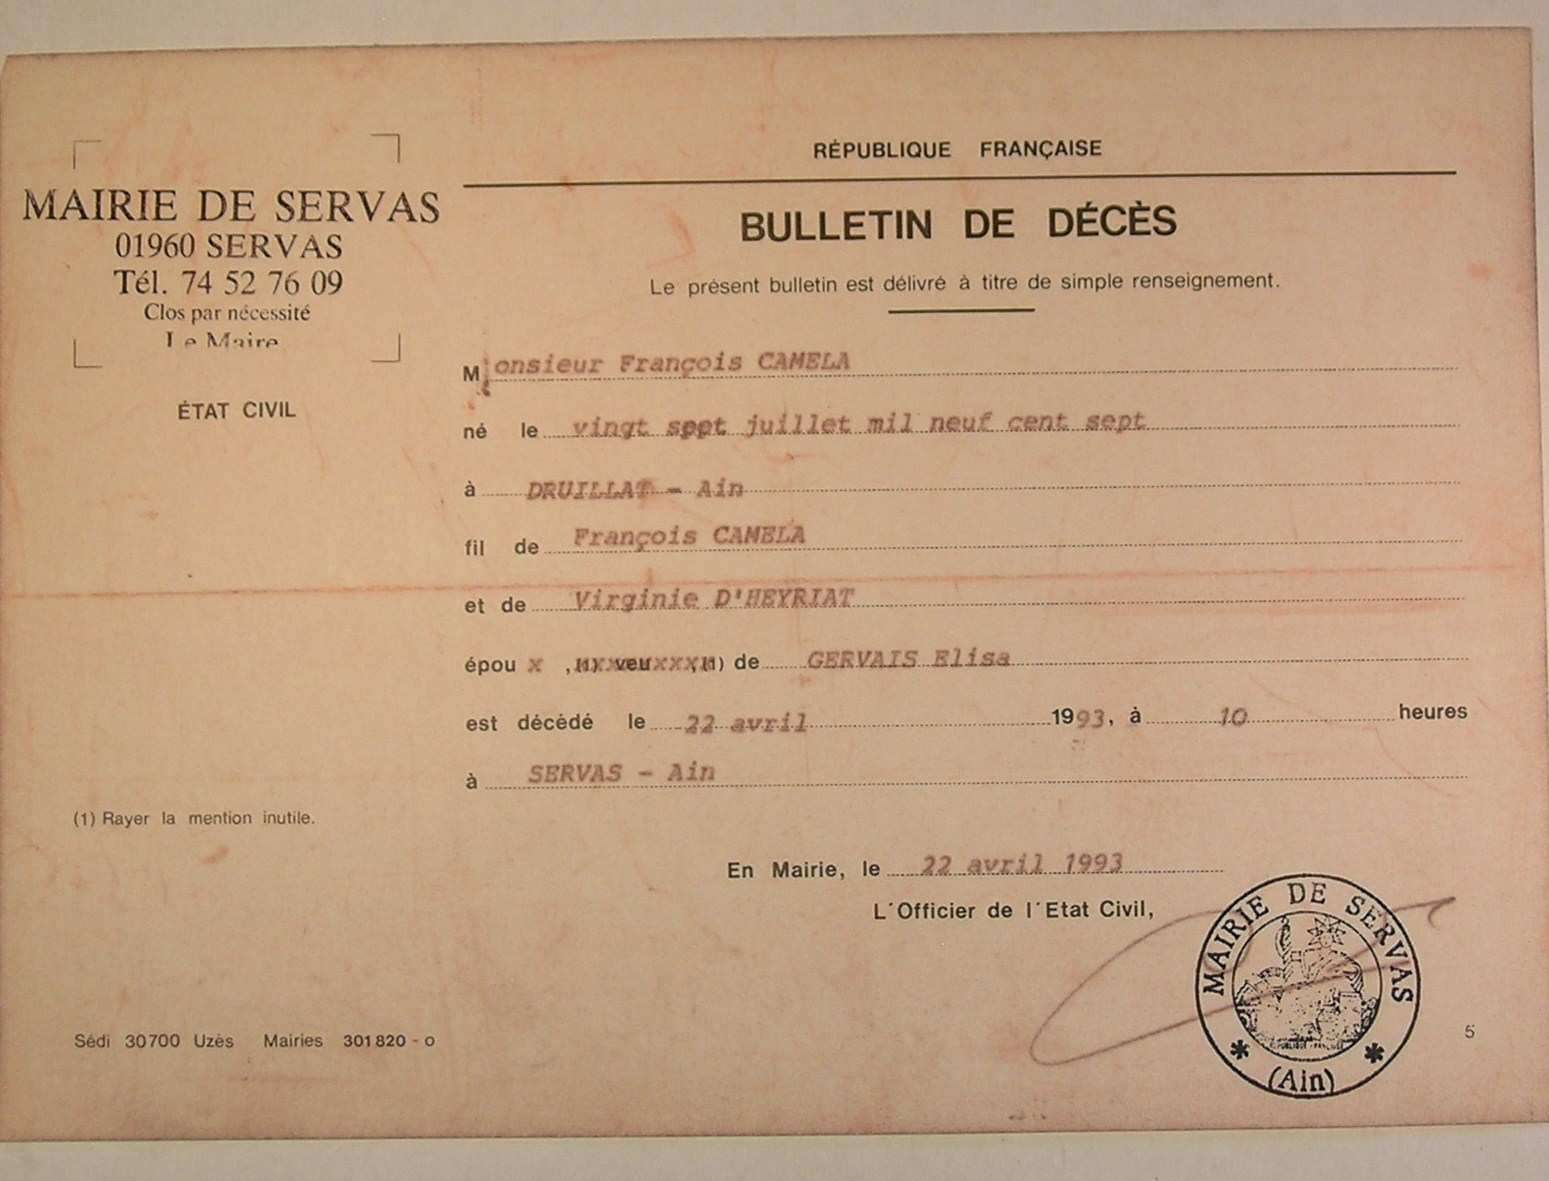 MAIRIE DE SERVAS
01960 SERVAS
Tél. 74 52 76 09
Clos par nécessité
Le Maire
ÉTAT CIVIL
RÉPUBLIQUE FRANÇAISE
BULLETIN DE DÉCÈS
Le présent bulletin est délivré à titre de simple renseignement.
Monsieur François CAMELA
né le vingt sept juillet mil neuf cent sept
à DRUILLAT - Ain
fil de François CAMELA
et de Virginie D'HEYRIAT
épou x veu de GERVAIS Elisa
est décédé le 22 avril 1993, à 10 heures
à SERVAS - Ain
(1) Rayer la mention inutile.
En Mairie, le 22 avril 1993
L'Officier de l'Etat Civil,
MAIRIE DE SERVAS
* (Ain) *
Sédi 30700 Uzès Mairies 301820 - o
5